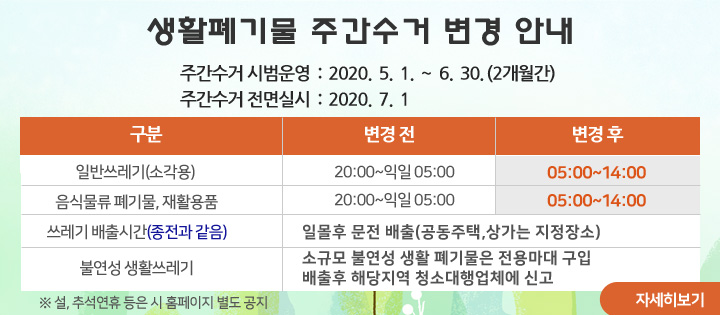 생활폐기물 주간수거 변경 안내
주간수거 시범운영 : 2020. 5. 1. ~ 6. 30.(2개월간)
주간수거 전면실시 : 2020. 7. 1
구분 변경 전 변경 후
일반쓰레기(소각용) 20:00~익일 05:00 05:00~14:00
음식물류 폐기물, 재활용품 20:00~익일 05:00 05:00~14:00
쓰레기 배출시간(종전과 같음) 일몰후 문전 배출(공동주택,상가는 지정장소)
불연성 생활쓰레기 소규모 불연성 생활 폐기물은 전용마대 구입
배출후 해당지역 청소대행업체에 신고
※ 설, 추석연휴 등은 시 홈페이지 별도 공지
자세히보기